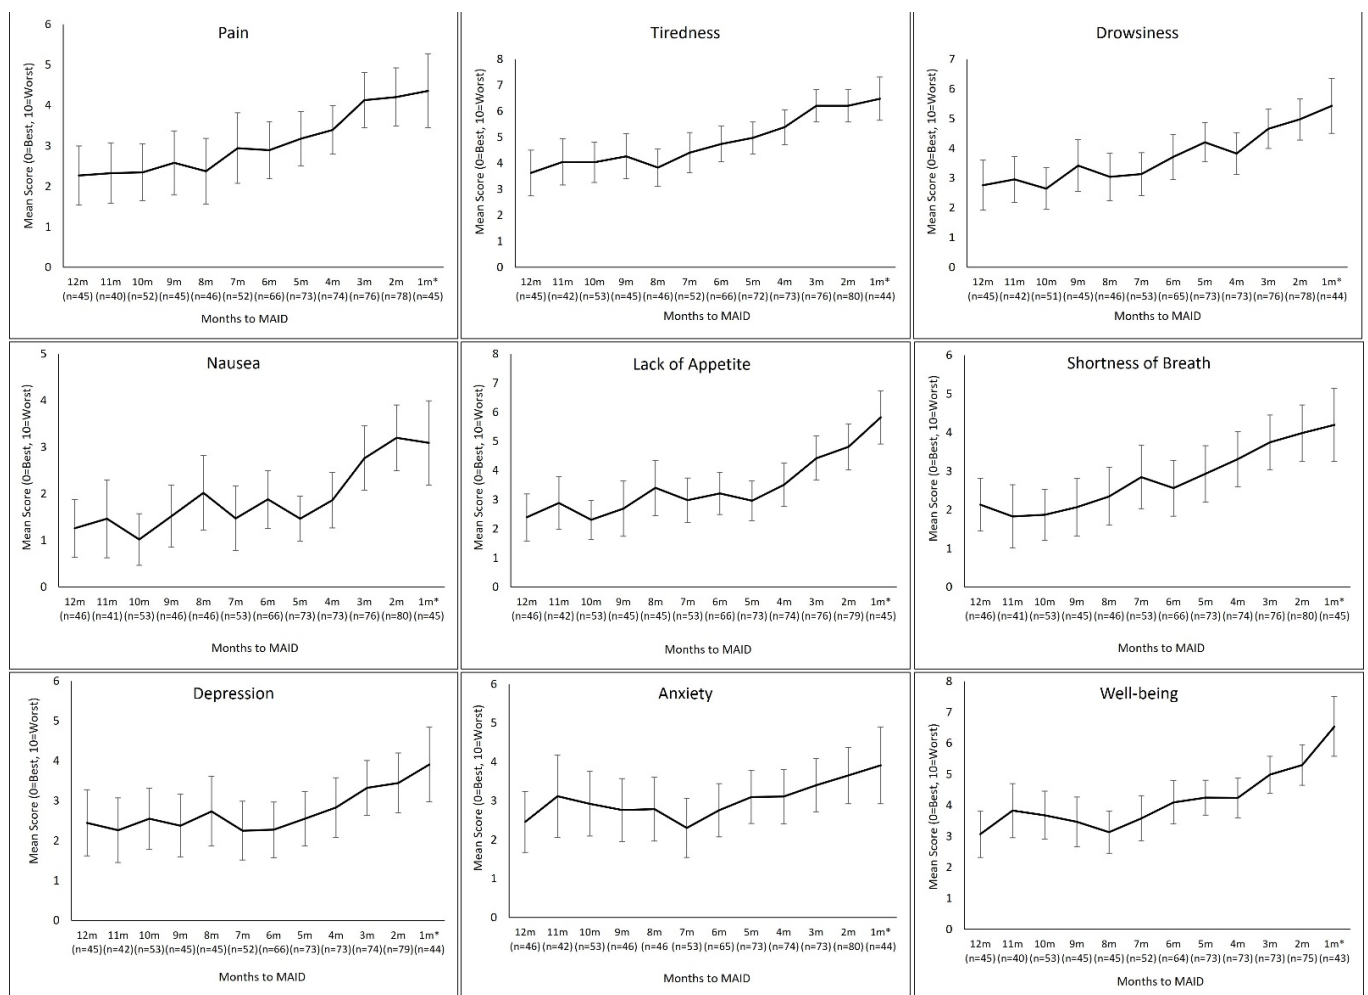 Pain
Mean Score (0=Best, 10=Worst)
6
5
4
3
2
1
0
12m 11m 10m 9m 8m 7m 6m 5m 4m 3m 2m 1m*
(n=45) (n=40) (n=52) (n=45) (n=46) (n=52) (n=66) (n=73) (n=74) (n=76) (n=78) (n=45)
Months to MAID
Tiredness
Mean Score (0=Best, 10=Worst)
8
7
6
5
4
3
2
1
0
12m 11m 10m 9m 8m 7m 6m 5m 4m 3m 2m 1m*
(n=45) (n=42) (n=53) (n=45) (n=46) (n=52) (n=66) (n=72) (n=73) (n=76) (n=80) (n=44)
Months to MAID
Drowsiness
Mean Score (0=Best, 10=Worst)
7
6
5
4
3
2
1
0
12m 11m 10m 9m 8m 7m 6m 5m 4m 3m 2m 1m*
(n=45) (n=42) (n=51) (n=45) (n=46) (n=53) (n=65) (n=73) (n=73) (n=76) (n=78) (n=44)
Months to MAID
Nausea
Mean Score (0=Best, 10=Worst)
5
4
3
2
1
0
12m 11m 10m 9m 8m 7m 6m 5m 4m 3m 2m 1m*
(n=46) (n=41) (n=53) (n=46) (n=46) (n=53) (n=66) (n=73) (n=73) (n=76) (n=80) (n=45)
Months to MAID
Lack of Appetite
Mean Score (0=Best, 10=Worst)
8
7
6
5
4
3
2
1
0
12m 11m 10m 9m 8m 7m 6m 5m 4m 3m 2m 1m*
(n=46) (n=42) (n=53) (n=45) (n=45) (n=53) (n=66) (n=73) (n=74) (n=76) (n=79) (n=45)
Months to MAID
Shortness of Breath
Mean Score (0=Best, 10=Worst)
6
5
4
3
2
1
0
12m 11m 10m 9m 8m 7m 6m 5m 4m 3m 2m 1m*
(n=46) (n=41) (n=53) (n=45) (n=46) (n=53) (n=66) (n=73) (n=74) (n=76) (n=80) (n=45)
Months to MAID
Depression
Mean Score (0=Best, 10=Worst)
6
5
4
3
2
1
0
12m 11m 10m 9m 8m 7m 6m 5m 4m 3m 2m 1m*
(n=45) (n=42) (n=53) (n=45) (n=45) (n=52) (n=66) (n=73) (n=73) (n=74) (n=79) (n=44)
Months to MAID
Anxiety
Mean Score (0=Best, 10=Worst)
6
5
4
3
2
1
0
12m 11m 10m 9m 8m 7m 6m 5m 4m 3m 2m 1m*
(n=46) (n=42) (n=53) (n=46) (n=46 (n=53) (n=65) (n=73) (n=74) (n=73) (n=80) (n=44)
Months to MAID
Well-being
Mean Score (0=Best, 10=Worst)
8
7
6
5
4
3
2
1
0
12m 11m 10m 9m 8m 7m 6m 5m 4m 3m 2m 1m*
(n=45) (n=40) (n=53) (n=45) (n=45) (n=52) (n=64) (n=73) (n=73) (n=73) (n=75) (n=43)
Months to MAID